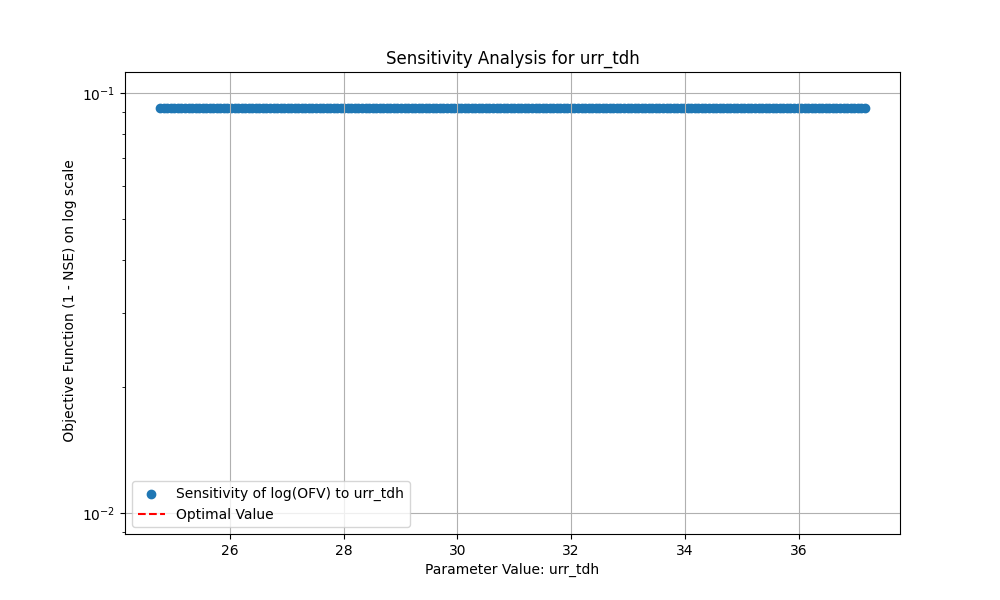 Sensitivity Analysis for urr_tdh
Objective Function (1 - NSE) on log scale
10⁻¹
10⁻²
Sensitivity of log(OFV) to urr_tdh
Optimal Value
26 28 30 32 34 36
Parameter Value: urr_tdh